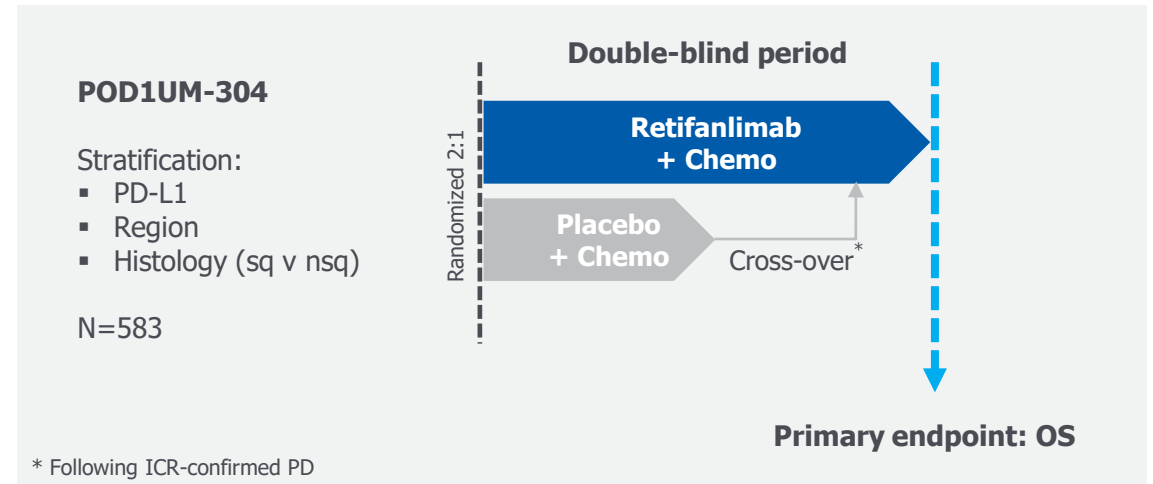 Double-blind period
POD1UM-304
Stratification:
▪ PD-L1
▪ Region
▪ Histology (sq v nsq)
N=583
Randomized 2:1
Retifanlimab
+ Chemo
Placebo
+ Chemo
Cross-over*
Primary endpoint: OS
* Following ICR-confirmed PD